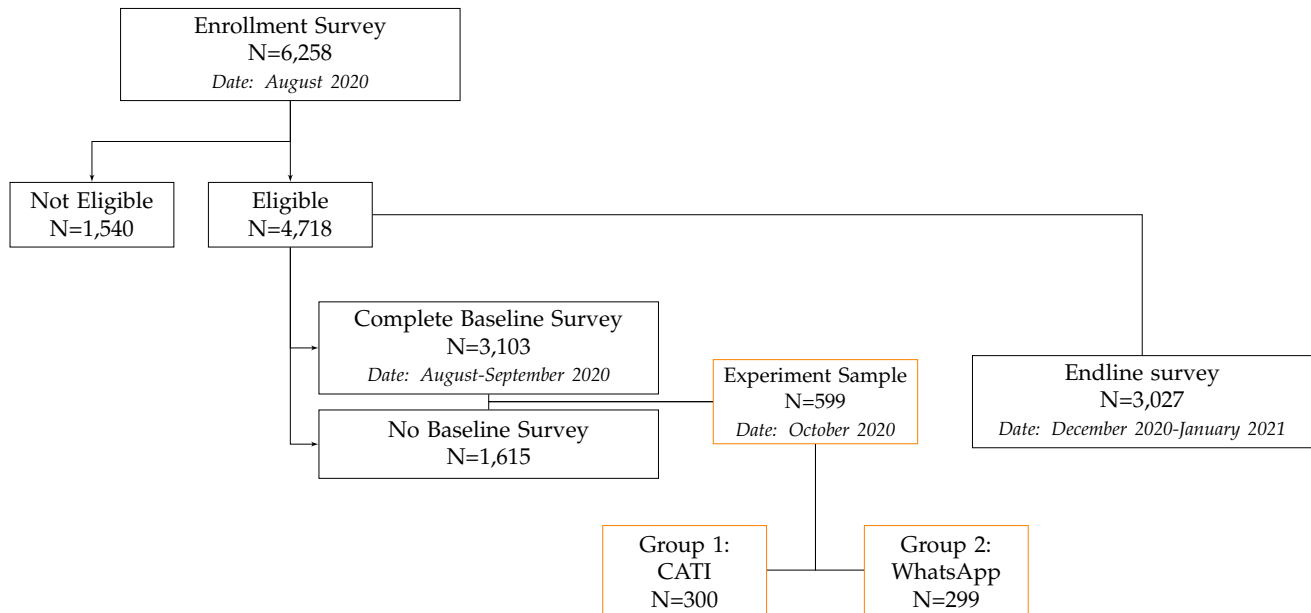 Enrollment Survey
N=6,258
Date: August 2020
Not Eligible
N=1,540
Eligible
N=4,718
Complete Baseline Survey
N=3,103
Date: August-September 2020
No Baseline Survey
N=1,615
Experiment Sample
N=599
Date: October 2020
Endline survey
N=3,027
Date: December 2020-January 2021
Group 1:
CATI
N=300
Group 2:
WhatsApp
N=299